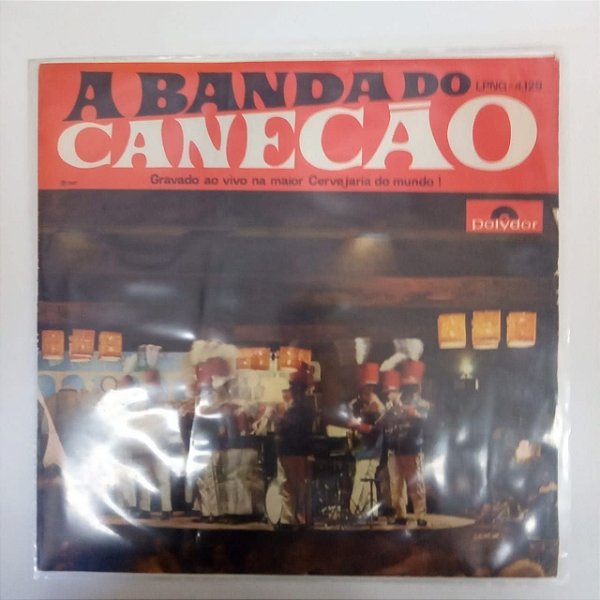 A BANDA DO
LPNG-4.129
CANECÃO
Gravado ao vivo na maior Cervejaria do mundo !
polydor